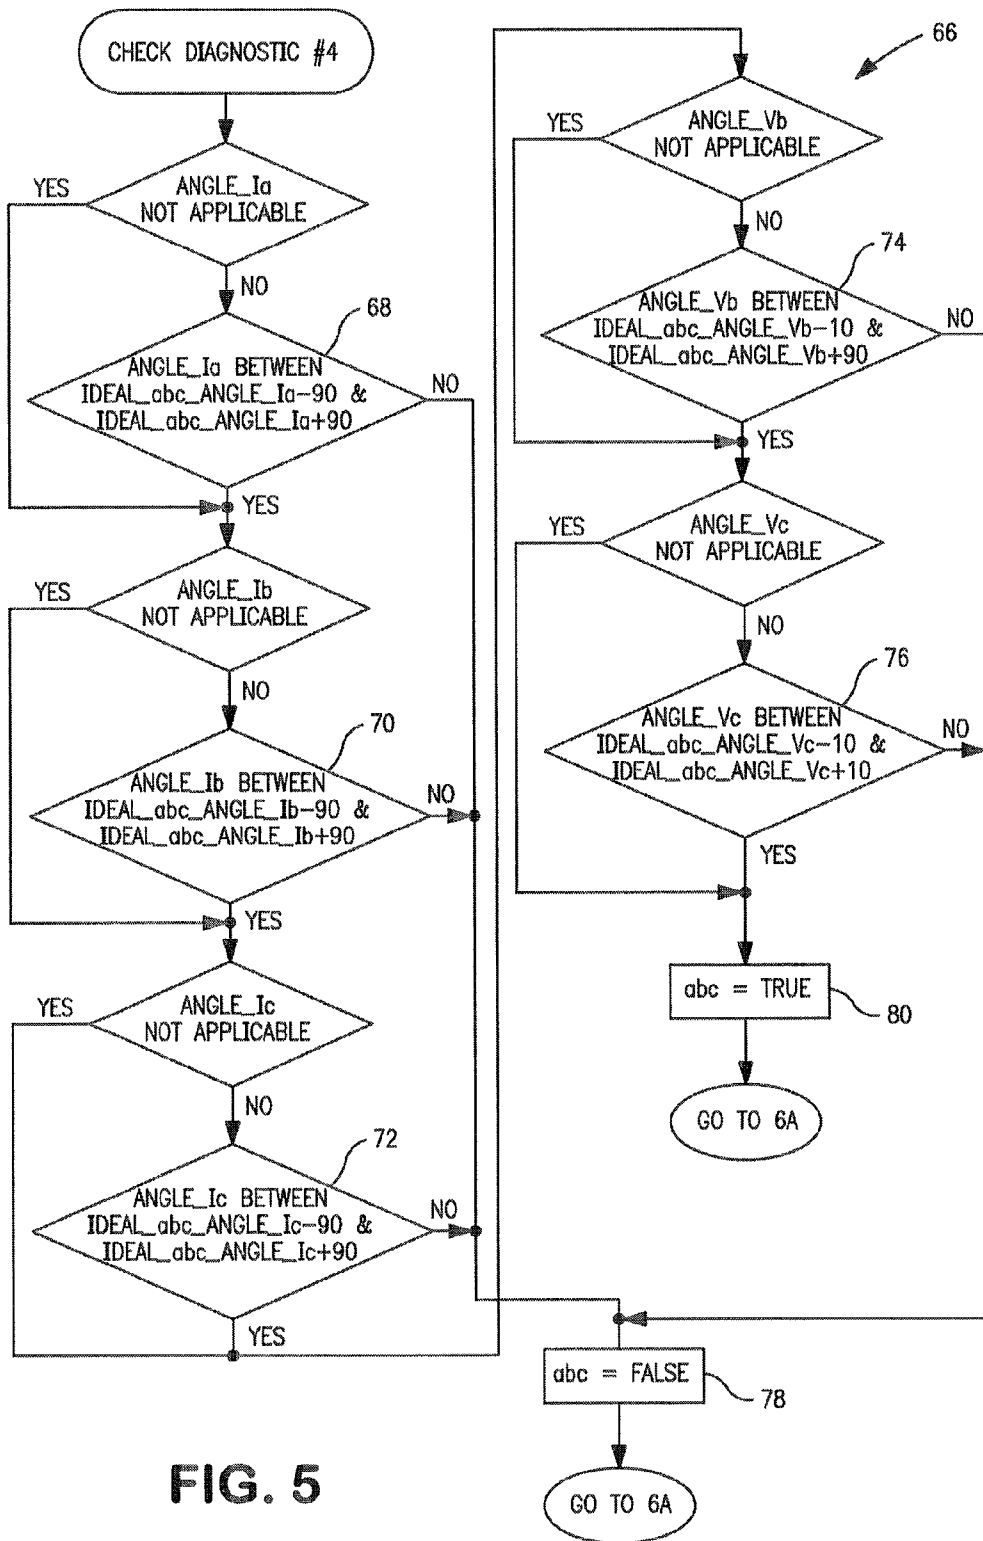 CHECK DIAGNOSTIC #4
YES
ANGLE_Ia
NOT APPLICABLE
NO
68
ANGLE_Ia BETWEEN
IDEAL_abc_ANGLE_Ia-90 &
IDEAL_abc_ANGLE_Ia+90
NO
YES
YES
ANGLE_Ib
NOT APPLICABLE
NO
70
ANGLE_Ib BETWEEN
IDEAL_abc_ANGLE_Ib-90 &
IDEAL_abc_ANGLE_Ib+90
NO
YES
YES
ANGLE_Ic
NOT APPLICABLE
NO
72
ANGLE_Ic BETWEEN
IDEAL_abc_ANGLE_Ic-90 &
IDEAL_abc_ANGLE_Ic+90
NO
YES
66
YES
ANGLE_Vb
NOT APPLICABLE
NO
74
ANGLE_Vb BETWEEN
IDEAL_abc_ANGLE_Vb-10 &
IDEAL_abc_ANGLE_Vb+90
NO
YES
YES
ANGLE_Vc
NOT APPLICABLE
NO
76
ANGLE_Vc BETWEEN
IDEAL_abc_ANGLE_Vc-10 &
IDEAL_abc_ANGLE_Vc+10
NO
YES
abc = TRUE
80
GO TO 6A
abc = FALSE
78
GO TO 6A
FIG. 5